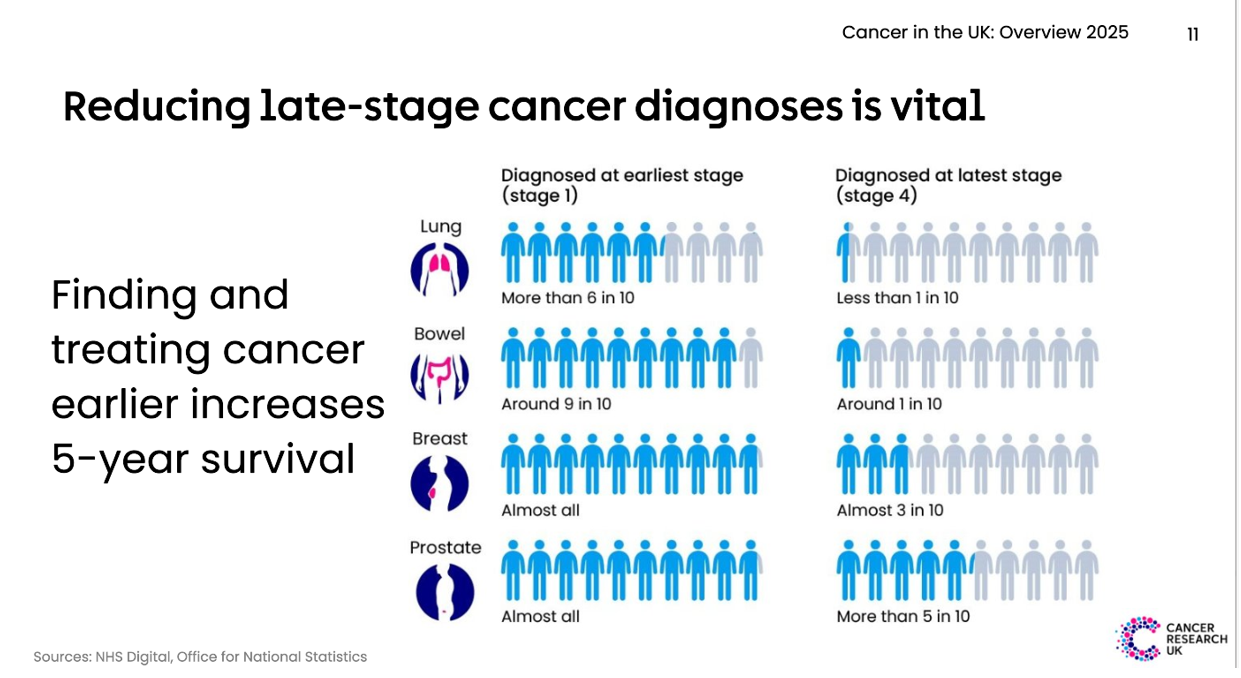 Cancer in the UK: Overview 2025
11
Reducing late-stage cancer diagnoses is vital
Finding and
treating cancer
earlier increases
5-year survival
Diagnosed at earliest stage
(stage 1)
Diagnosed at latest stage
(stage 4)
Lung
More than 6 in 10
Less than 1 in 10
Bowel
Around 9 in 10
Around 1 in 10
Breast
Almost all
Almost 3 in 10
Prostate
Almost all
More than 5 in 10
Sources: NHS Digital, Office for National Statistics
CANCER
RESEARCH
UK